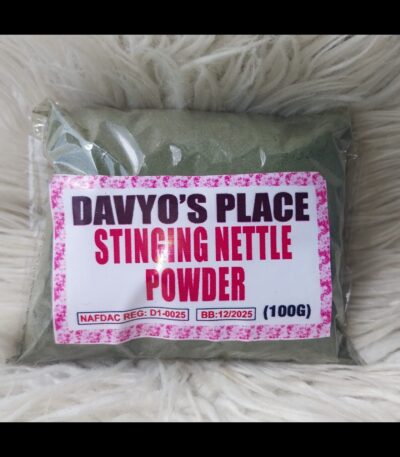 DAVYO'S PLACE
STINGING NETTLE
POWDER
NAFDAC REG: D1-0025 BB:12/2025 (100G)